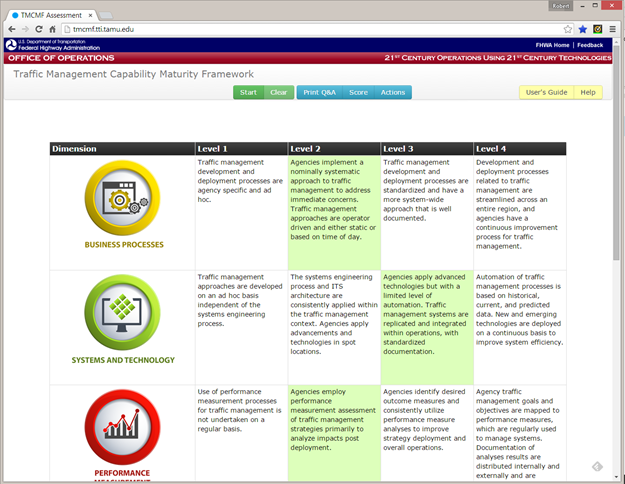 Robert
TMCMF Assessment
tmcmf.tti.tamu.edu
U.S. Department of Transportation
Federal Highway Administration
FHWA Home | Feedback
OFFICE OF OPERATIONS
21ST CENTURY OPERATIONS USING 21ST CENTURY TECHNOLOGIES
Traffic Management Capability Maturity Framework
Start Clear Print Q&A Score Actions User's Guide Help
Dimension Level 1 Level 2 Level 3 Level 4
BUSINESS PROCESSES
Traffic management
development and
deployment processes are
agency specific and ad
hoc.
Agencies implement a
nominally systematic
approach to traffic
management to address
immediate concerns.
Traffic management
approaches are operator
driven and either static or
based on time of day.
Traffic management
development and
deployment processes are
standardized and have a
more system-wide
approach that is well
documented.
Development and
deployment processes
related to traffic
management are
streamlined across an
entire region, and
agencies have a
continuous improvement
process for traffic
management.
SYSTEMS AND TECHNOLOGY
Traffic management
approaches are developed
on an ad hoc basis
independent of the
systems engineering
process.
The systems engineering
process and ITS
architecture are
consistently applied within
the traffic management
context. Agencies apply
advancements and
technologies in spot
locations.
Agencies apply advanced
technologies but with a
limited level of
automation. Traffic
management systems are
replicated and integrated
within operations, with
standardized
documentation.
Automation of traffic
management processes is
based on historical,
current, and predicted
data. New and emerging
technologies are deployed
on a continuous basis to
improve system efficiency.
PERFORMANCE
MEASUREMENT
Use of performance
measurement processes
for traffic management is
not undertaken on a
regular basis.
Agencies employ
performance
measurement assessment
of traffic management
strategies primarily to
analyze impacts post
deployment.
Agencies identify desired
outcome measures and
consistently utilize
performance measure
analyses to improve
strategy deployment and
overall operations.
Agency traffic
management goals and
objectives are mapped to
performance measures,
which are regularly used
to manage systems.
Documentation of
analyses results are
distributed internally and
externally and are